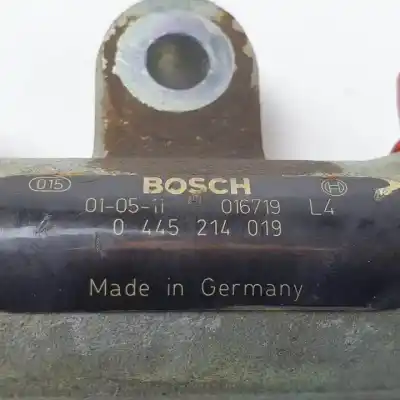 015 BOSCH
01-05-11 016719 L4
0 445 214 019
Made in Germany